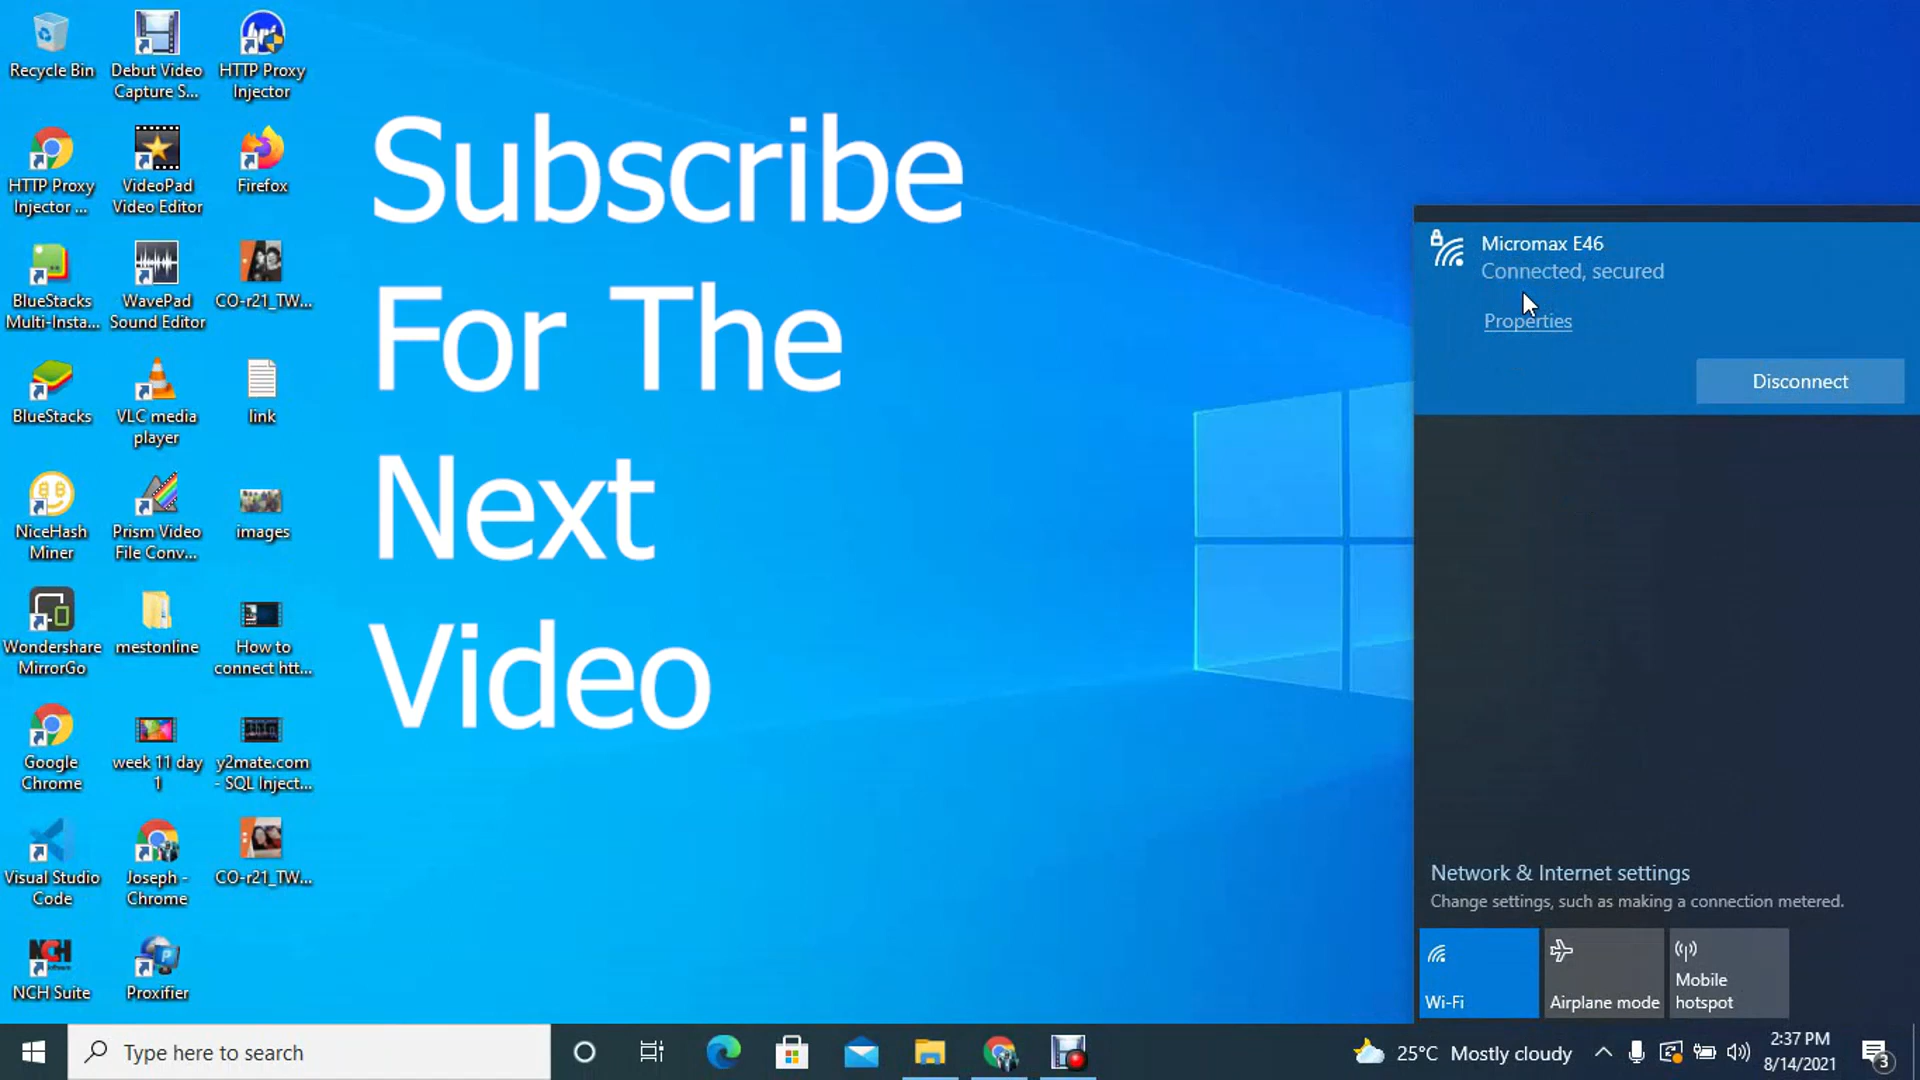 Recycle Bin
Debut Video
Capture S...
HTTP Proxy
Injector
HTTP Proxy
Injector ...
VideoPad
Video Editor
Firefox
BlueStacks
Multi-Insta...
WavePad
Sound Editor
CO-r21_TW...
BlueStacks
VLC media
player
link
NiceHash
Miner
Prism Video
File Conv...
images
Wondershare
MirrorGo
mestonline
How to
connect htt...
Google
Chrome
week 11 day
1
y2mate.com
- SQL Inject...
Visual Studio
Code
Joseph -
Chrome
CO-r21_TW...
NCH Suite
Proxifier
Subscribe
For The
Next
Video
Micromax E46
Connected, secured
Properties
Disconnect
Network & Internet settings
Change settings, such as making a connection metered.
Wi-Fi
Airplane mode
Mobile
hotspot
Type here to search
25°C Mostly cloudy
2:37 PM
8/14/2021
3